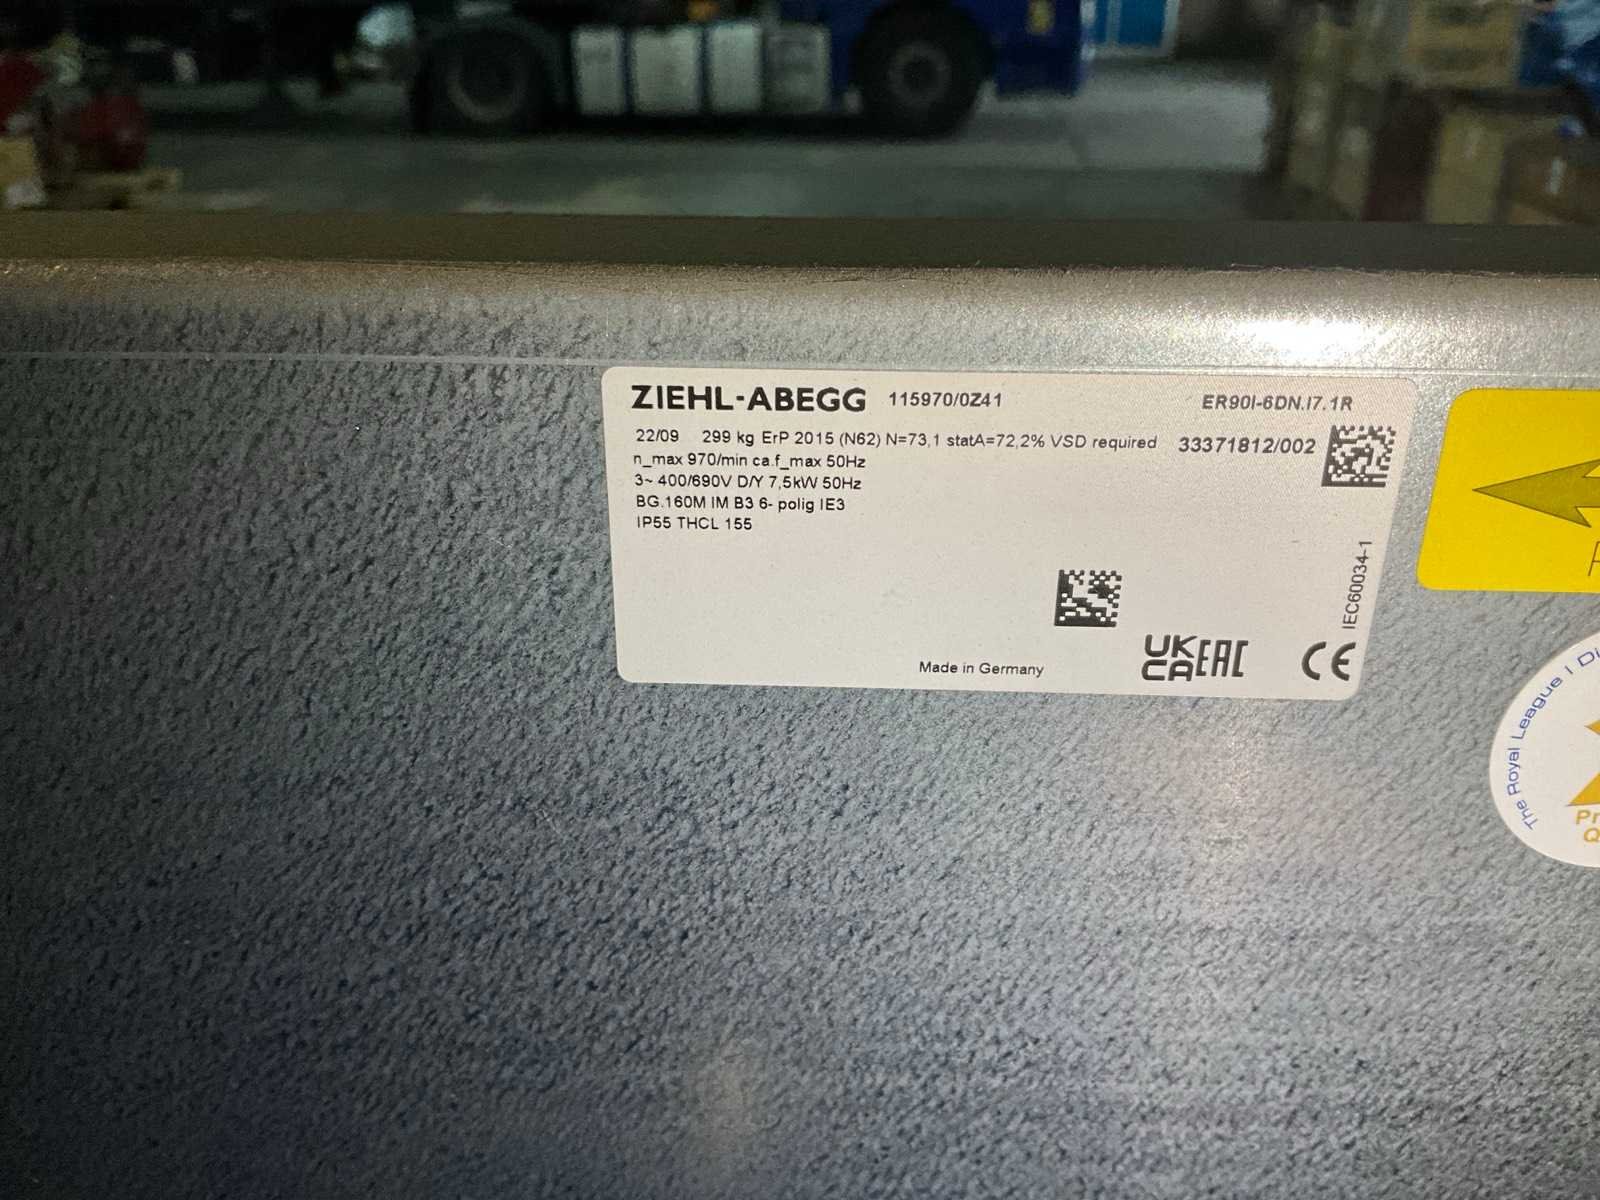 ZIEHL-ABEGG 115970/0Z41 ER90I-6DN.I7.1R
22/09 299 kg ErP 2015 (N62) N=73,1 statA=72,2% VSD required 33371812/002
n_max 970/min ca.f_max 50Hz
3~ 400/690V D/Y 7,5kW 50Hz
BG.160M IM B3 6- polig IE3
IP55 THCL 155
IEC60034-1
Made in Germany
UK
CA
EAC
CE
The Royal League | Di
Pr
Q